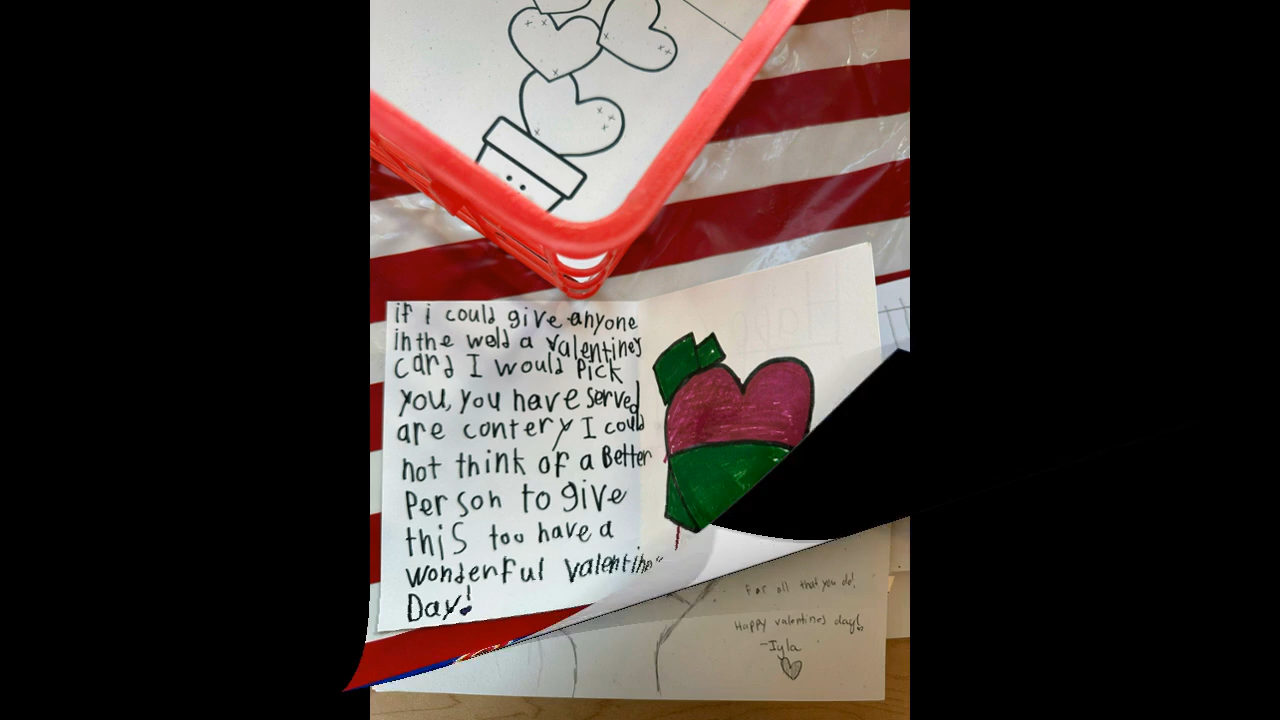 if i could give anyone
in the weld a valentines
card I would Pick
you, you have served
are contery I could
not think of a Better
Person to give
this too have a
wonderful valentine
Day!
For all that you do!
Happy valentines day!
-Iyla